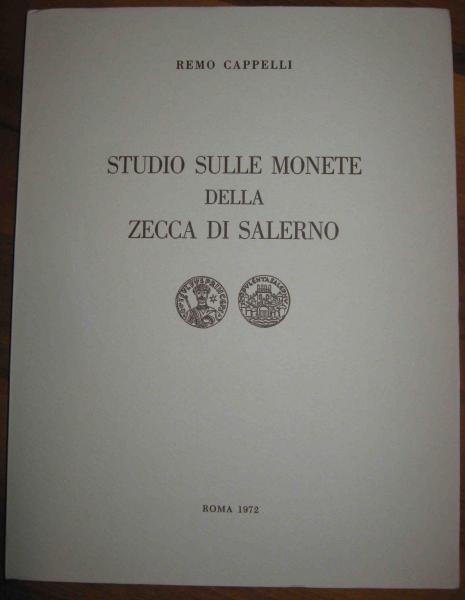 REMO CAPPELLI
STUDIO SULLE MONETE
DELLA
ZECCA DI SALERNO
ROMA 1972